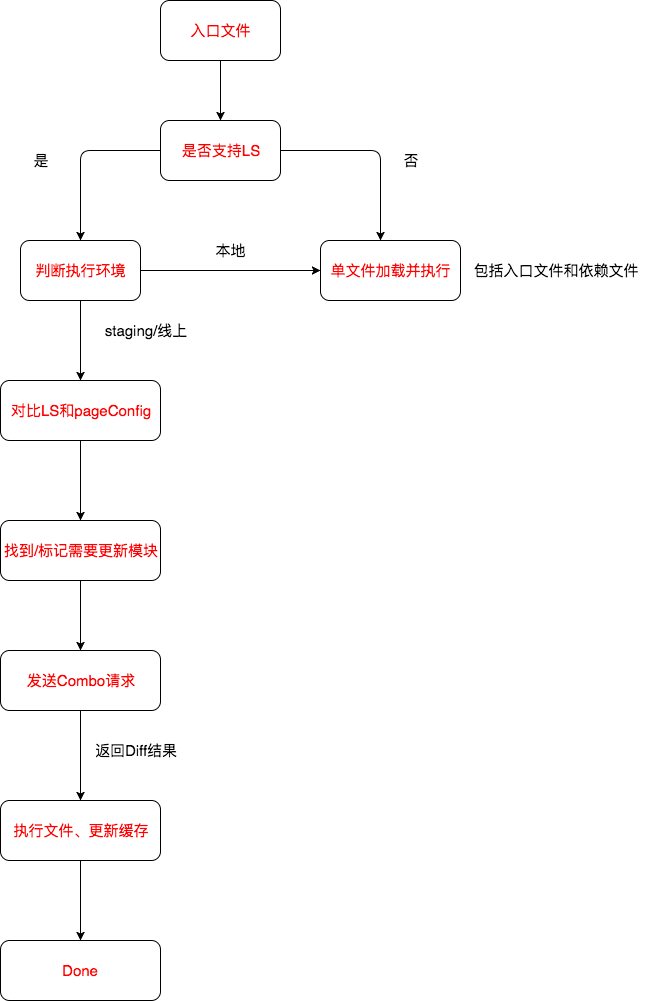 入口文件
是否支持LS
是
否
判断执行环境
本地
单文件加载并执行
包括入口文件和依赖文件
staging/线上
对比LS和pageConfig
找到/标记需要更新模块
发送Combo请求
返回Diff结果
执行文件、更新缓存
Done